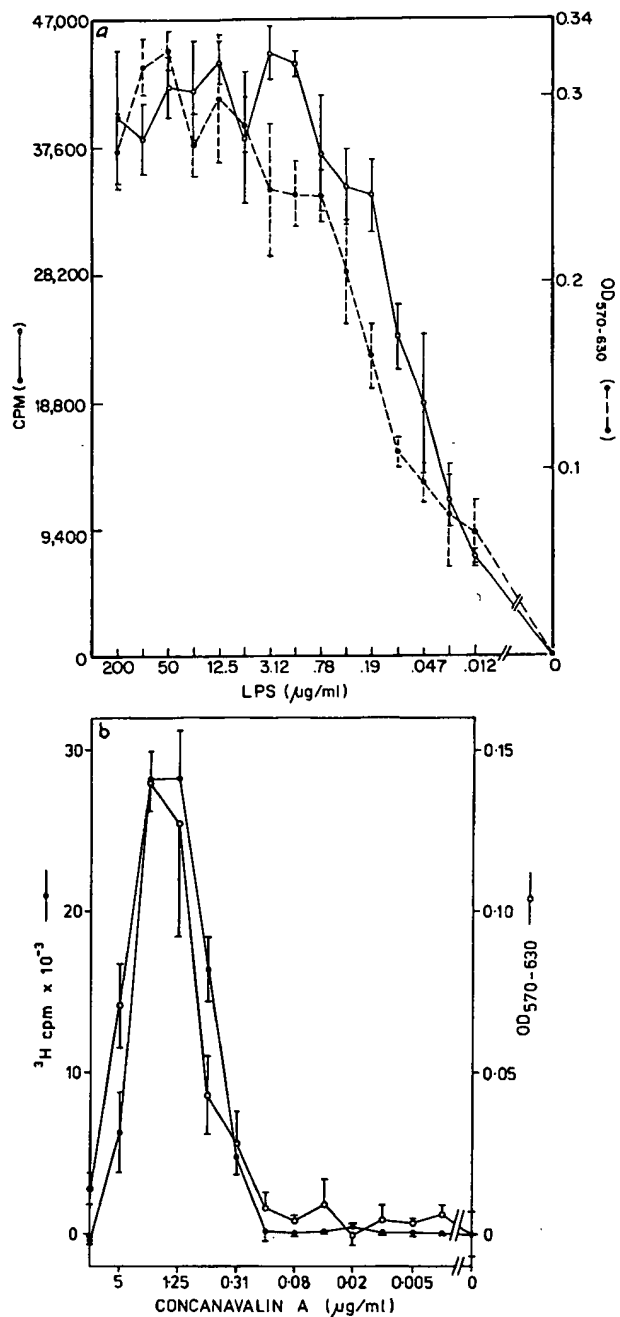 a
47,000
37,600
28,200
18,800
9,400
0
CPM (•——•)
0.34
0.3
0.2
0.1
0
OD570-630 (•---•)
200 50 12.5 3.12 .78 .19 .047 .012 0
LPS (µg/ml)
b
30
20
10
0
³H cpm x 10⁻³ •
0·15
0·10
0·05
0
OD570-630 o
5 1·25 0·31 0·08 0·02 0·005 0
CONCANAVALIN A (µg/ml)